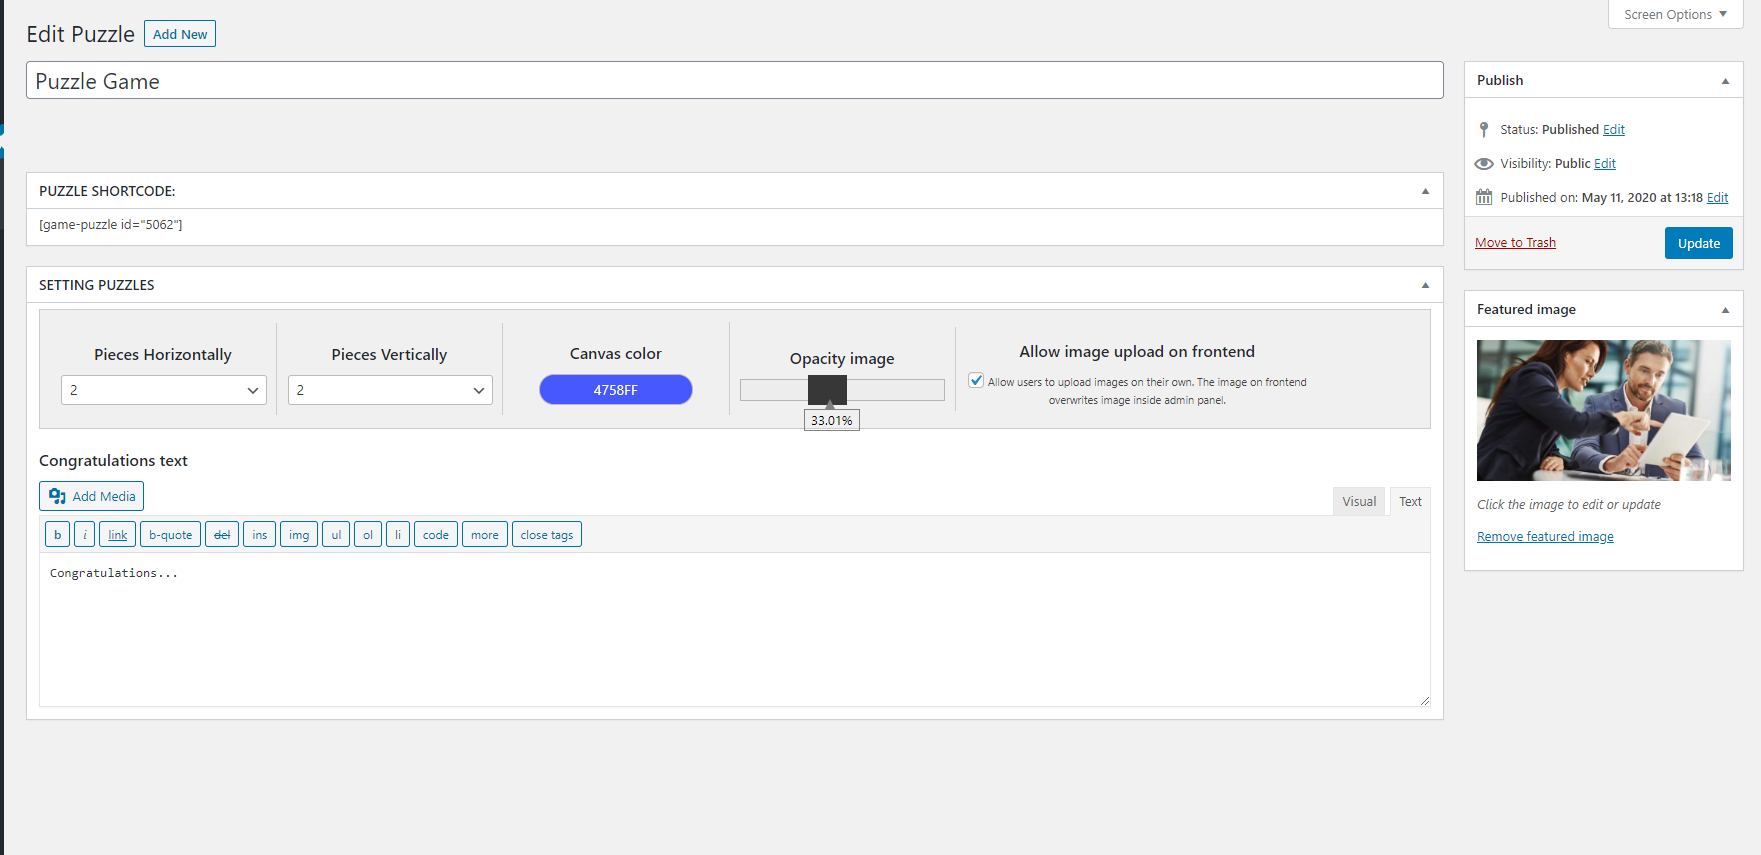 Screen Options
Edit Puzzle Add New
Puzzle Game
PUZZLE SHORTCODE:
[game-puzzle id="5062"]
SETTING PUZZLES
Pieces Horizontally
2
Pieces Vertically
2
Canvas color
4758FF
Opacity image
33.01%
Allow image upload on frontend
Allow users to upload images on their own. The image on frontend
overwrites image inside admin panel.
Congratulations text
Add Media
Visual Text
b i link b-quote del ins img ul ol li code more close tags
Congratulations...
Publish
Status: Published Edit
Visibility: Public Edit
Published on: May 11, 2020 at 13:18 Edit
Move to Trash Update
Featured image
Click the image to edit or update
Remove featured image